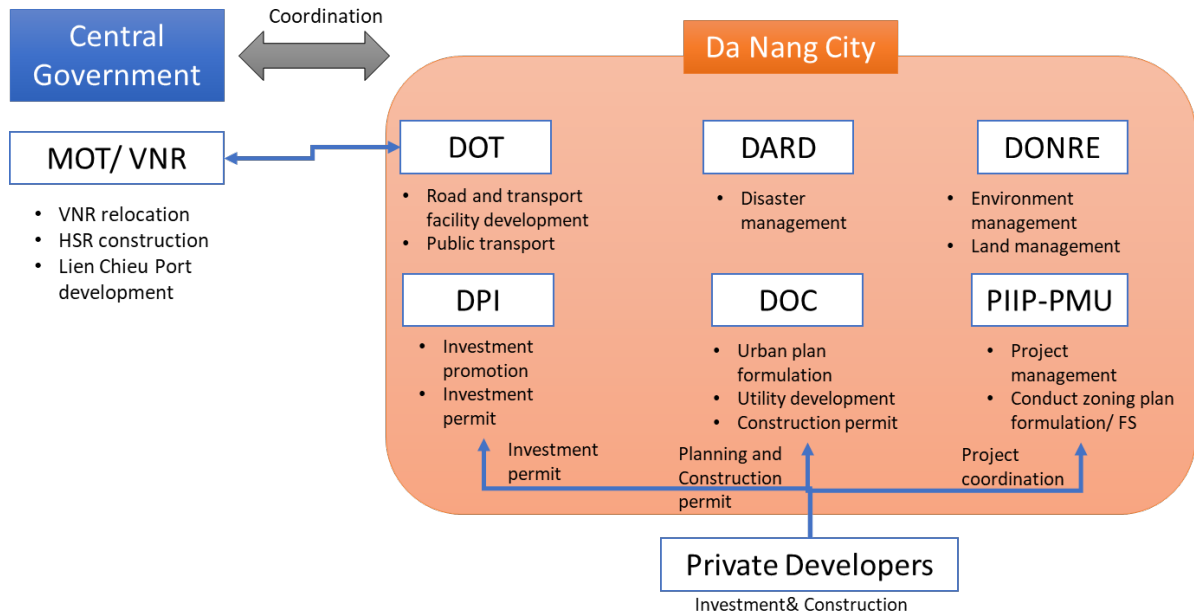 Coordination
Central
Government
Da Nang City
MOT/ VNR
• VNR relocation
• HSR construction
• Lien Chieu Port
development
DOT
• Road and transport
facility development
• Public transport
DARD
• Disaster
management
DONRE
• Environment
management
• Land management
DPI
• Investment
promotion
• Investment
permit
DOC
• Urban plan
formulation
• Utility development
• Construction permit
PIIP-PMU
• Project
management
• Conduct zoning plan
formulation/ FS
Investment
permit
Planning and
Construction
permit
Project
coordination
Private Developers
Investment& Construction